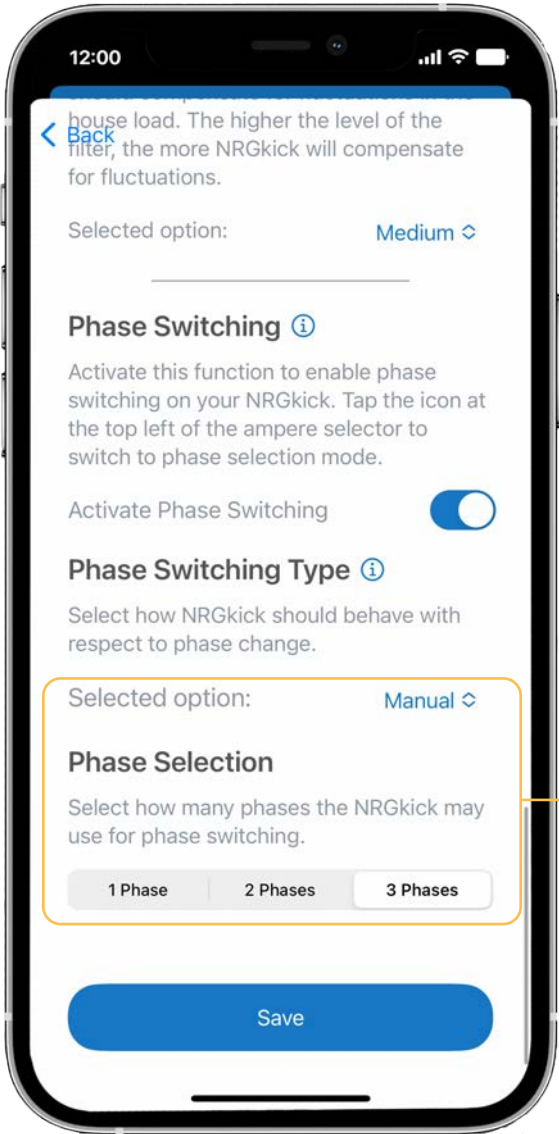 12:00
Back
house load. The higher the level of the
filter, the more NRGkick will compensate
for fluctuations.
Selected option:
Medium
Phase Switching
Activate this function to enable phase
switching on your NRGkick. Tap the icon at
the top left of the ampere selector to
switch to phase selection mode.
Activate Phase Switching
Phase Switching Type
Select how NRGkick should behave with
respect to phase change.
Selected option:
Manual
Phase Selection
Select how many phases the NRGkick may
use for phase switching.
1 Phase
2 Phases
3 Phases
Save